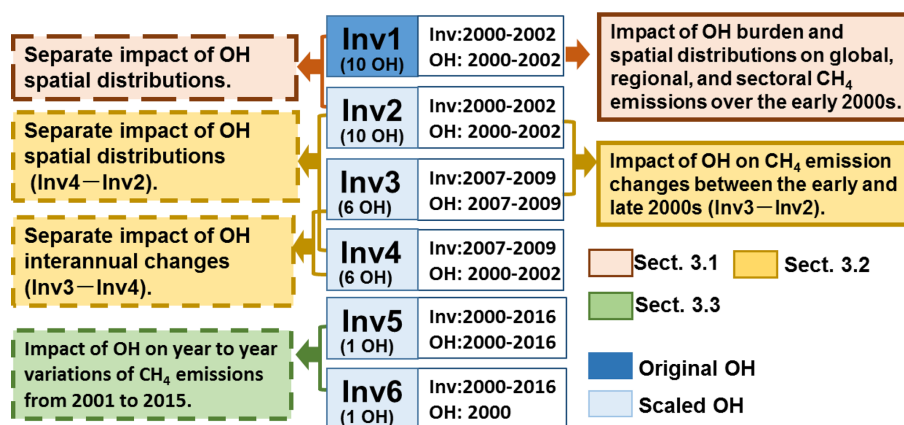 Separate impact of OH
spatial distributions.
Separate impact of OH
spatial distributions
(Inv4－Inv2).
Separate impact of OH
interannual changes
(Inv3－Inv4).
Impact of OH on year to year
variations of CH₄ emissions
from 2001 to 2015.
Inv1
(10 OH)
Inv:2000-2002
OH: 2000-2002
Inv2
(10 OH)
Inv:2000-2002
OH: 2000-2002
Inv3
(6 OH)
Inv:2007-2009
OH: 2007-2009
Inv4
(6 OH)
Inv:2007-2009
OH: 2000-2002
Inv5
(1 OH)
Inv:2000-2016
OH:2000-2016
Inv6
(1 OH)
Inv:2000-2016
OH: 2000
Impact of OH burden and
spatial distributions on global,
regional, and sectoral CH₄
emissions over the early 2000s.
Impact of OH on CH₄ emission
changes between the early and
late 2000s (Inv3－Inv2).
Sect. 3.1
Sect. 3.2
Sect. 3.3
Original OH
Scaled OH